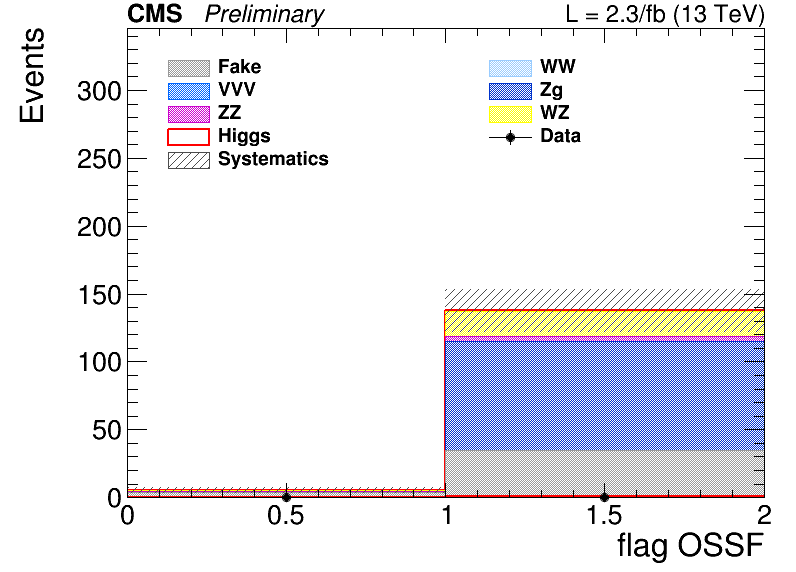 CMS Preliminary L = 2.3/fb (13 TeV)
Events
Fake WW
VVV Zg
ZZ WZ
Higgs Data
Systematics
300
250
200
150
100
50
0
0 0.5 1 1.5 2
flag OSSF